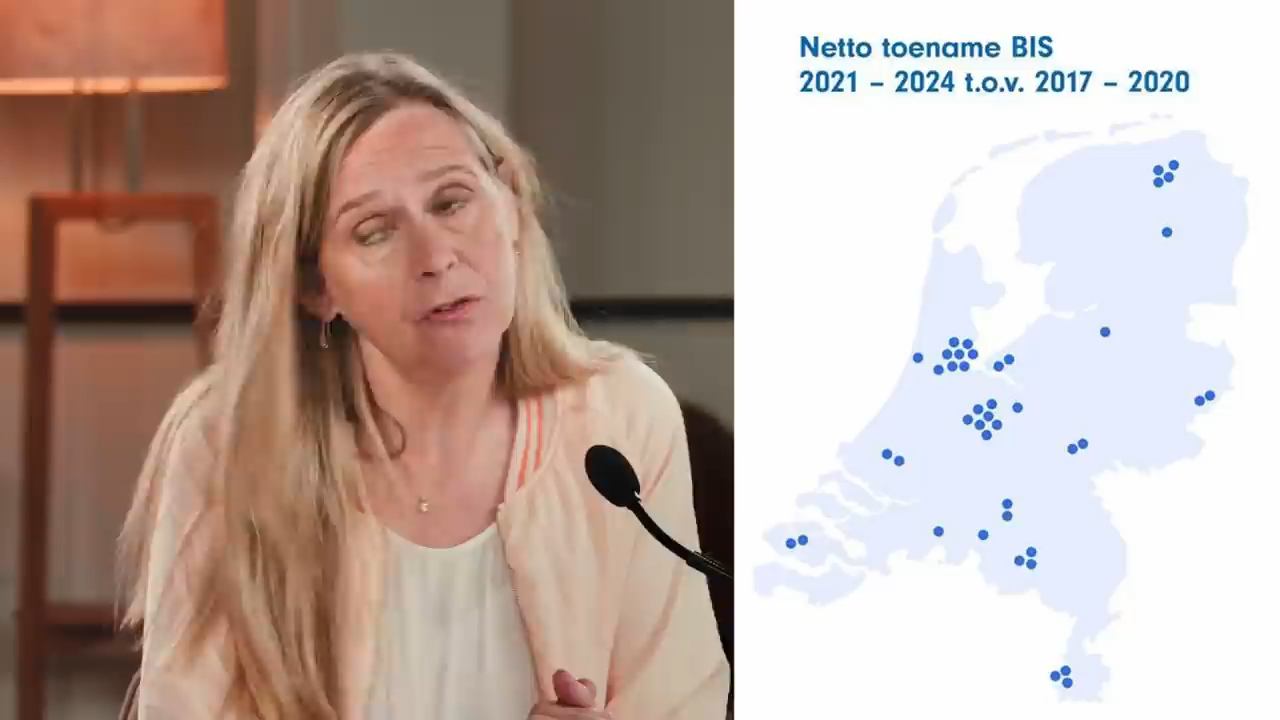 Netto toename BIS
2021 – 2024 t.o.v. 2017 – 2020